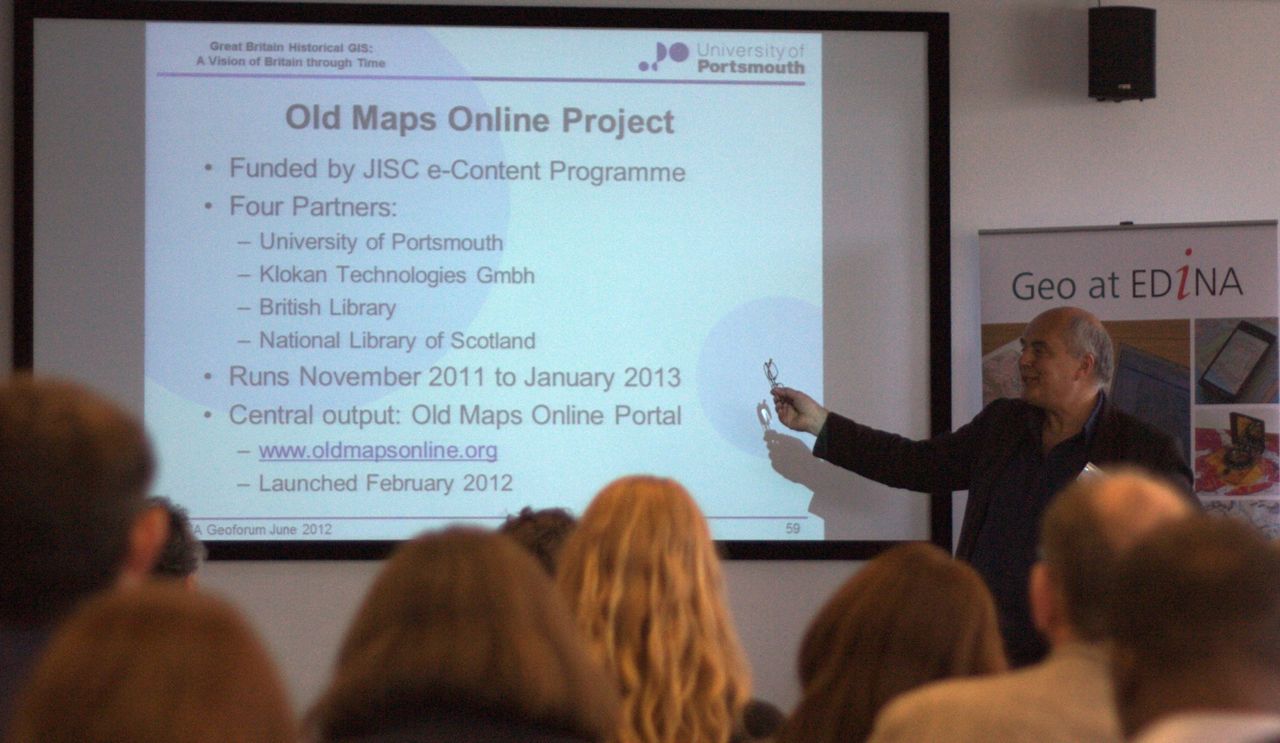 Great Britain Historical GIS:
A Vision of Britain through Time
University of
Portsmouth
Old Maps Online Project
• Funded by JISC e-Content Programme
• Four Partners:
– University of Portsmouth
– Klokan Technologies Gmbh
– British Library
– National Library of Scotland
• Runs November 2011 to January 2013
• Central output: Old Maps Online Portal
– www.oldmapsonline.org
– Launched February 2012
A Geoforum June 2012
59
Geo at EDiNA